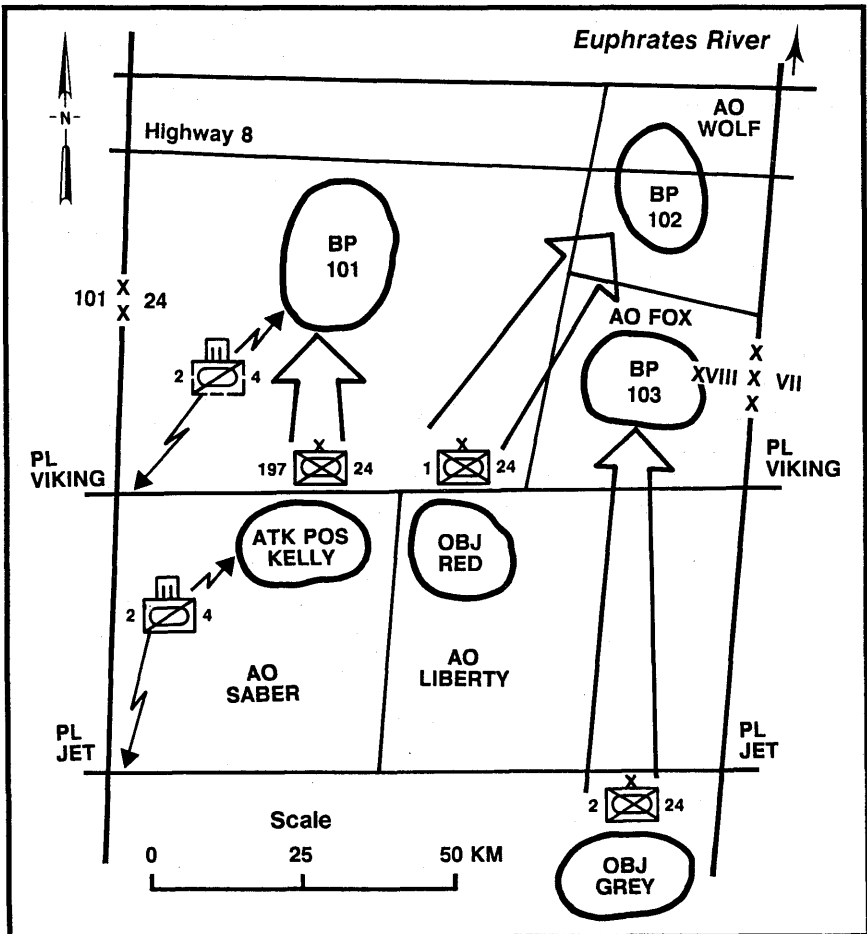 Euphrates River
-N-
AO
WOLF
Highway 8
BP
102
BP
101
X
101 X 24
AO FOX
2 4
BP
103
XVIII X
X VII
X
X
197 24
X
1 24
PL
VIKING
PL
VIKING
ATK POS
KELLY
OBJ
RED
2 4
AO
SABER
AO
LIBERTY
PL
JET
PL
JET
X
2 24
Scale
0 25 50 KM
OBJ
GREY